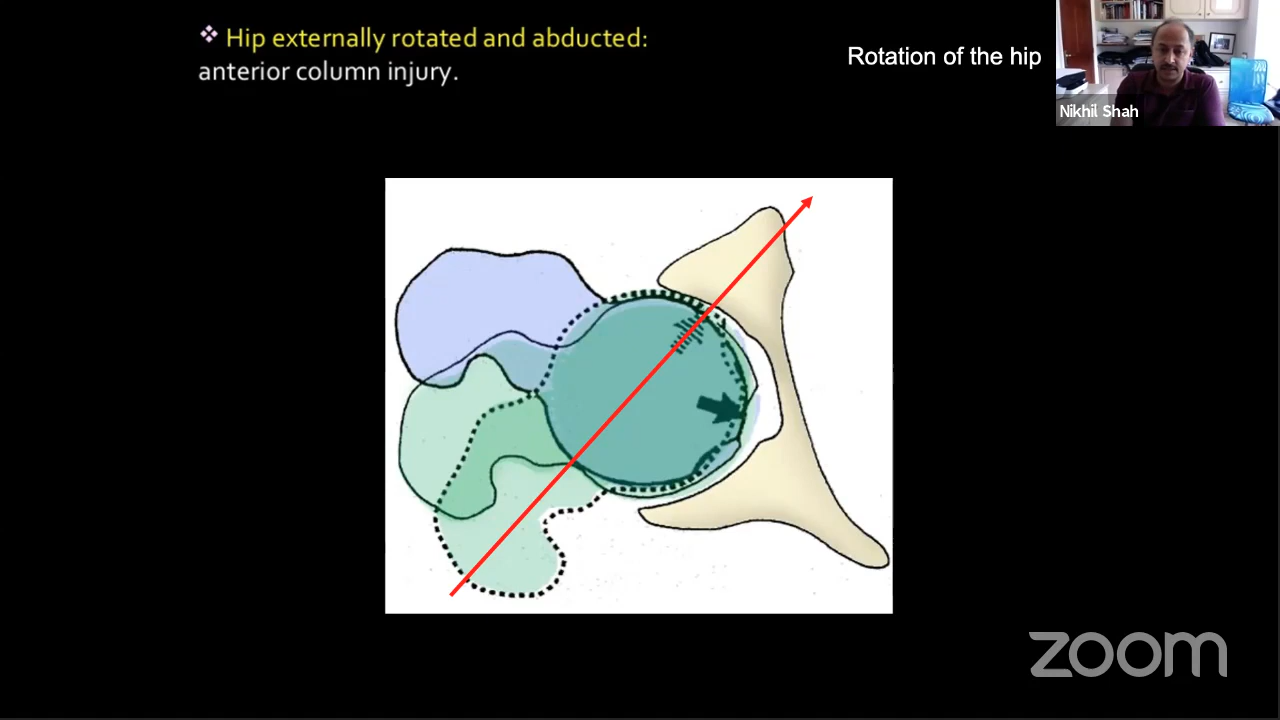 ❖ Hip externally rotated and abducted:
anterior column injury.
Rotation of the hip
Nikhil Shah
zoom